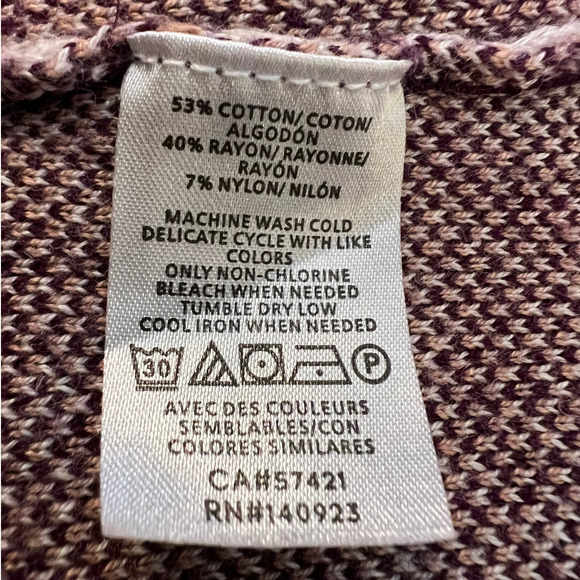 53% COTTON/COTON/
ALGODÓN
40% RAYON/RAYONNE/
RAYÓN
7% NYLON/NILÓN
MACHINE WASH COLD
DELICATE CYCLE WITH LIKE
COLORS
ONLY NON-CHLORINE
BLEACH WHEN NEEDED
TUMBLE DRY LOW
COOL IRON WHEN NEEDED
30 P
AVEC DES COULEURS
SEMBLABLES/CON
COLORES SIMILARES
CA#57421
RN#140923